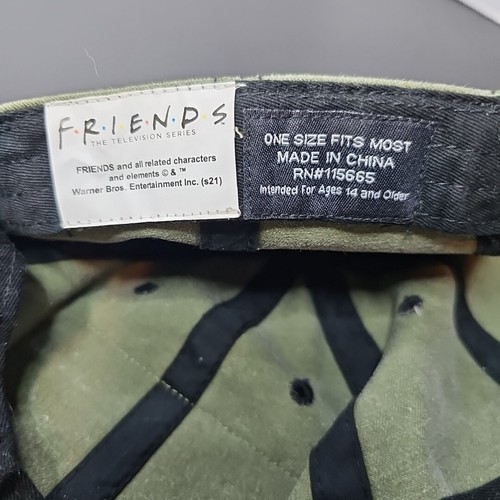 F·R·I·E·N·D·S
THE TELEVISION SERIES
FRIENDS and all related characters
and elements © & ™
Warner Bros. Entertainment Inc. (s21)
ONE SIZE FITS MOST
MADE IN CHINA
RN#115665
Intended For Ages 14 and Older